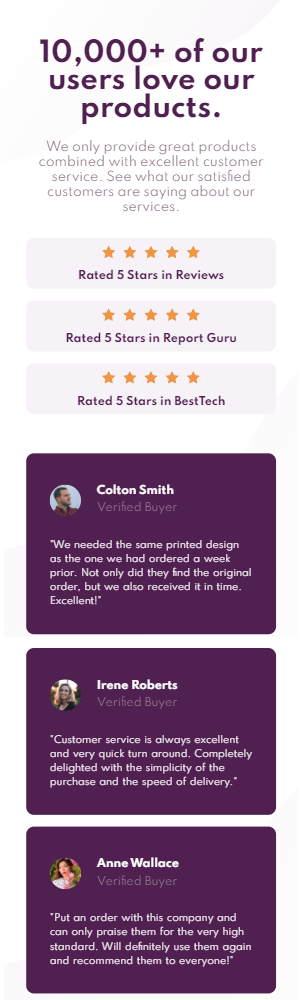 10,000+ of our
users love our
products.
We only provide great products
combined with excellent customer
service. See what our satisfied
customers are saying about our
services.
Rated 5 Stars in Reviews
Rated 5 Stars in Report Guru
Rated 5 Stars in BestTech
Colton Smith
Verified Buyer
"We needed the same printed design
as the one we had ordered a week
prior. Not only did they find the original
order, but we also received it in time.
Excellent!"
Irene Roberts
Verified Buyer
"Customer service is always excellent
and very quick turn around. Completely
delighted with the simplicity of the
purchase and the speed of delivery."
Anne Wallace
Verified Buyer
"Put an order with this company and
can only praise them for the very high
standard. Will definitely use them again
and recommend them to everyone!"